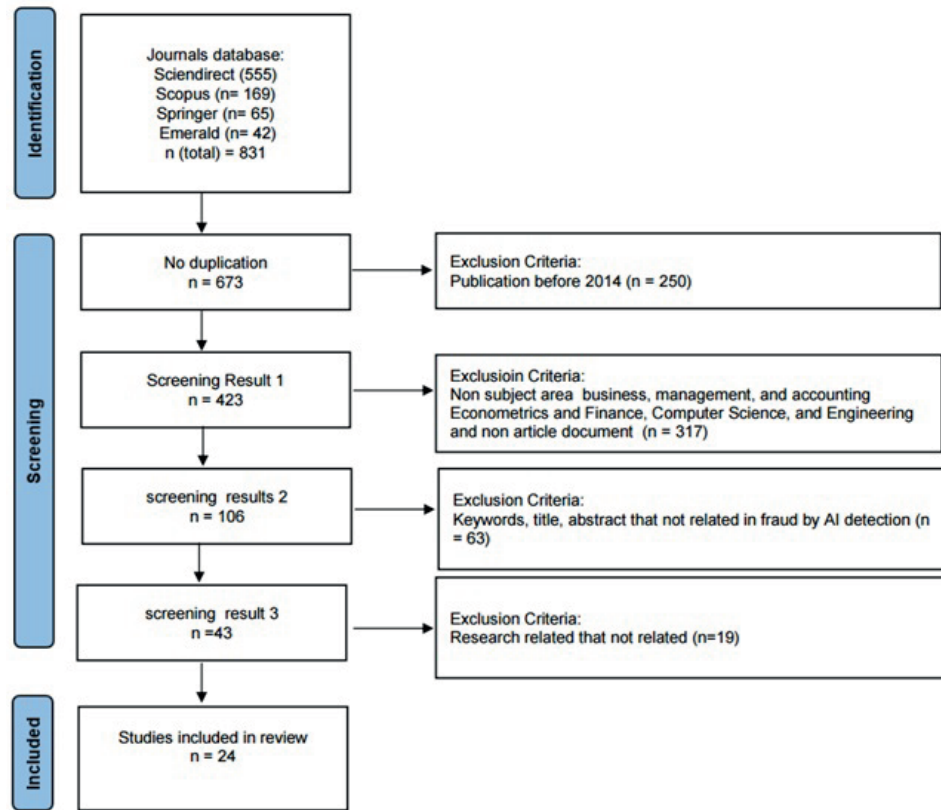 Identification
Journals database:
Sciendirect (555)
Scopus (n= 169)
Springer (n= 65)
Emerald (n= 42)
n (total) = 831
Screening
No duplication
n = 673
Exclusion Criteria:
Publication before 2014 (n = 250)
Screening Result 1
n = 423
Exclusioin Criteria:
Non subject area  business, management, and accounting
Econometrics and Finance, Computer Science, and Engineering
and non article document  (n = 317)
screening  results 2
n = 106
Exclusion Criteria:
Keywords, title, abstract that not related in fraud by AI detection (n
= 63)
screening  result 3
n =43
Exclusion Criteria:
Research related that not related (n=19)
Included
Studies included in review
n = 24